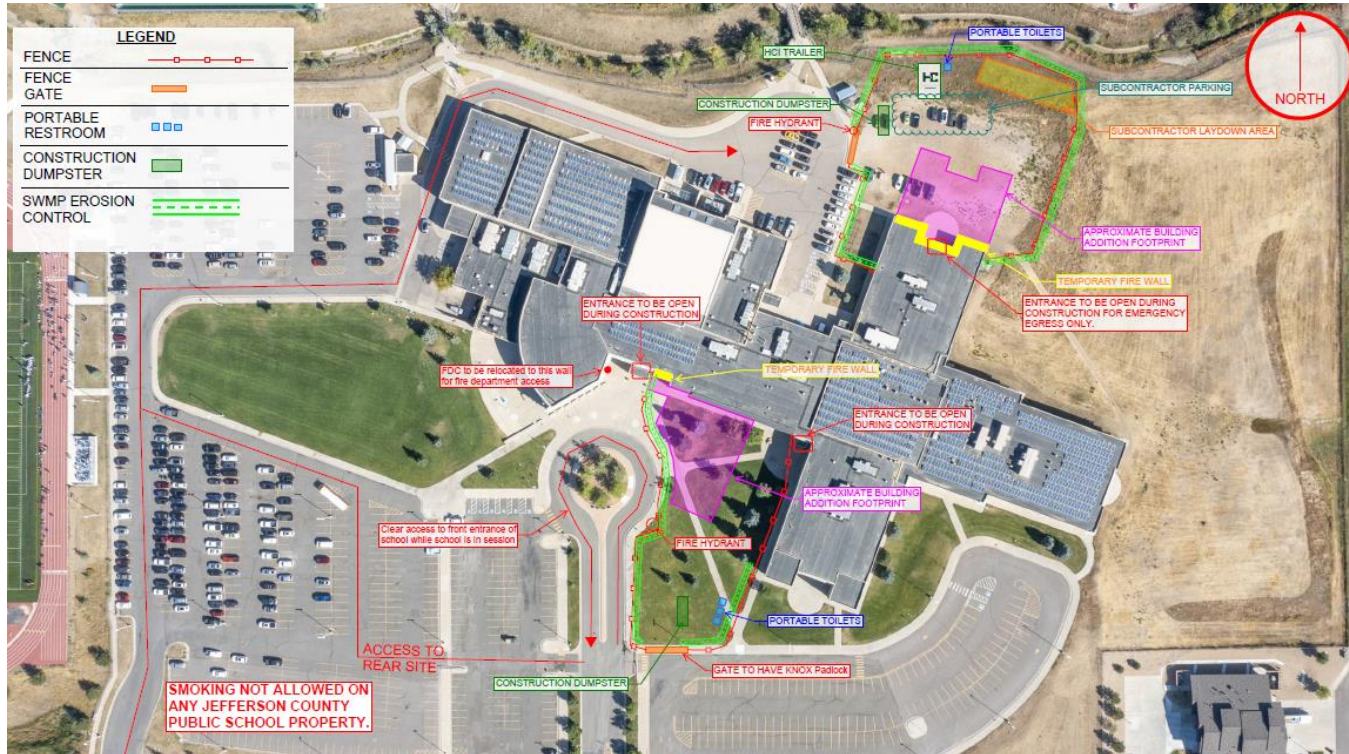 LEGEND
FENCE
FENCE
GATE
PORTABLE
RESTROOM
CONSTRUCTION
DUMPSTER
SWMP EROSION
CONTROL
PORTABLE TOILETS
HCI TRAILER
HC
NORTH
SUBCONTRACTOR PARKING
CONSTRUCTION DUMPSTER
FIRE HYDRANT
SUBCONTRACTOR LAYDOWN AREA
APPROXIMATE BUILDING
ADDITION FOOTPRINT
TEMPORARY FIRE WALL
ENTRANCE TO BE OPEN DURING
CONSTRUCTION FOR EMERGENCY
EGRESS ONLY.
ENTRANCE TO BE OPEN
DURING CONSTRUCTION
FDC to be relocated to this wall
for fire department access
TEMPORARY FIRE WALL
ENTRANCE TO BE OPEN
DURING CONSTRUCTION
APPROXIMATE BUILDING
ADDITION FOOTPRINT
Clear access to front entrance of
school while school is in session
FIRE HYDRANT
PORTABLE TOILETS
ACCESS TO
REAR SITE
GATE TO HAVE KNOX Padlock
CONSTRUCTION DUMPSTER
SMOKING NOT ALLOWED ON
ANY JEFFERSON COUNTY
PUBLIC SCHOOL PROPERTY.